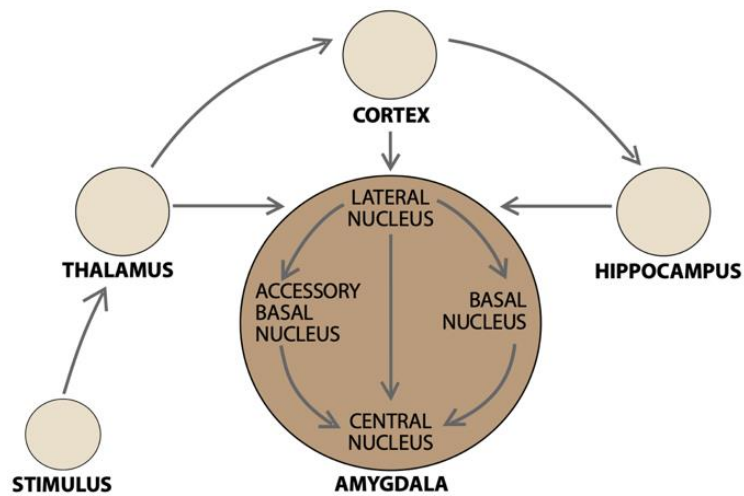 CORTEX
LATERAL
NUCLEUS
THALAMUS
HIPPOCAMPUS
ACCESSORY
BASAL
NUCLEUS
BASAL
NUCLEUS
CENTRAL
NUCLEUS
STIMULUS
AMYGDALA